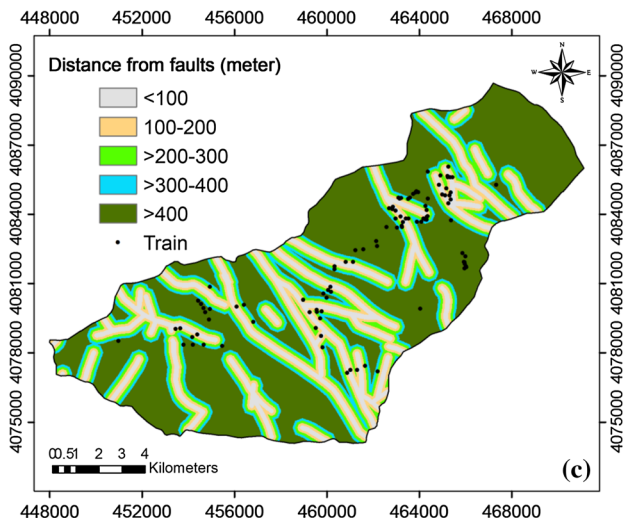 448000 452000 456000 460000 464000 468000
4090000 4087000 4084000 4081000 4078000 4075000
Distance from faults (meter)
<100
100-200
>200-300
>300-400
>400
Train
N
W E
S
4090000 4087000 4084000 4081000 4078000 4075000
00.51 2 3 4
Kilometers
(c)
448000 452000 456000 460000 464000 468000